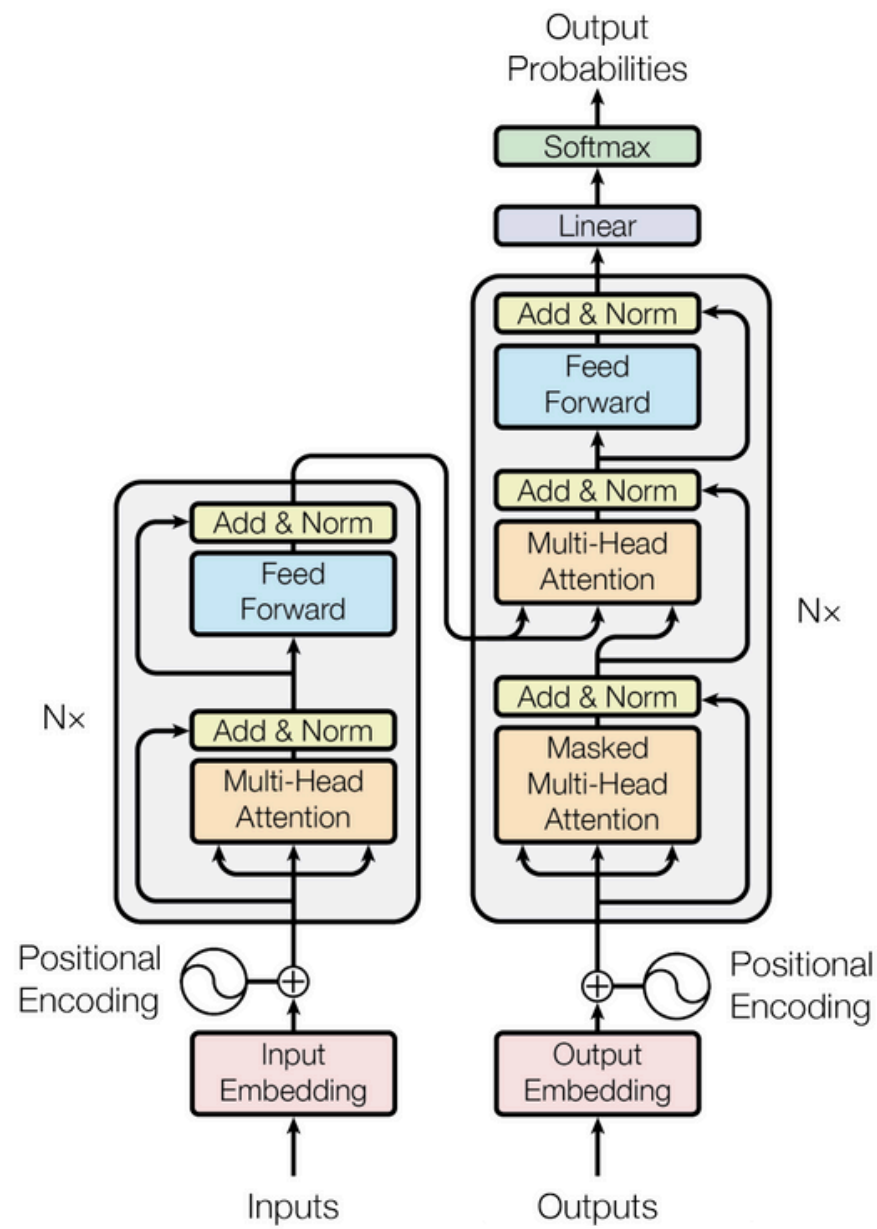 Output
Probabilities
Softmax
Linear
Add & Norm
Feed
Forward
Add & Norm
Multi-Head
Attention
Add & Norm
Masked
Multi-Head
Attention
N×
Add & Norm
Feed
Forward
Add & Norm
Multi-Head
Attention
N×
Positional
Encoding
Positional
Encoding
Input
Embedding
Output
Embedding
Inputs
Outputs